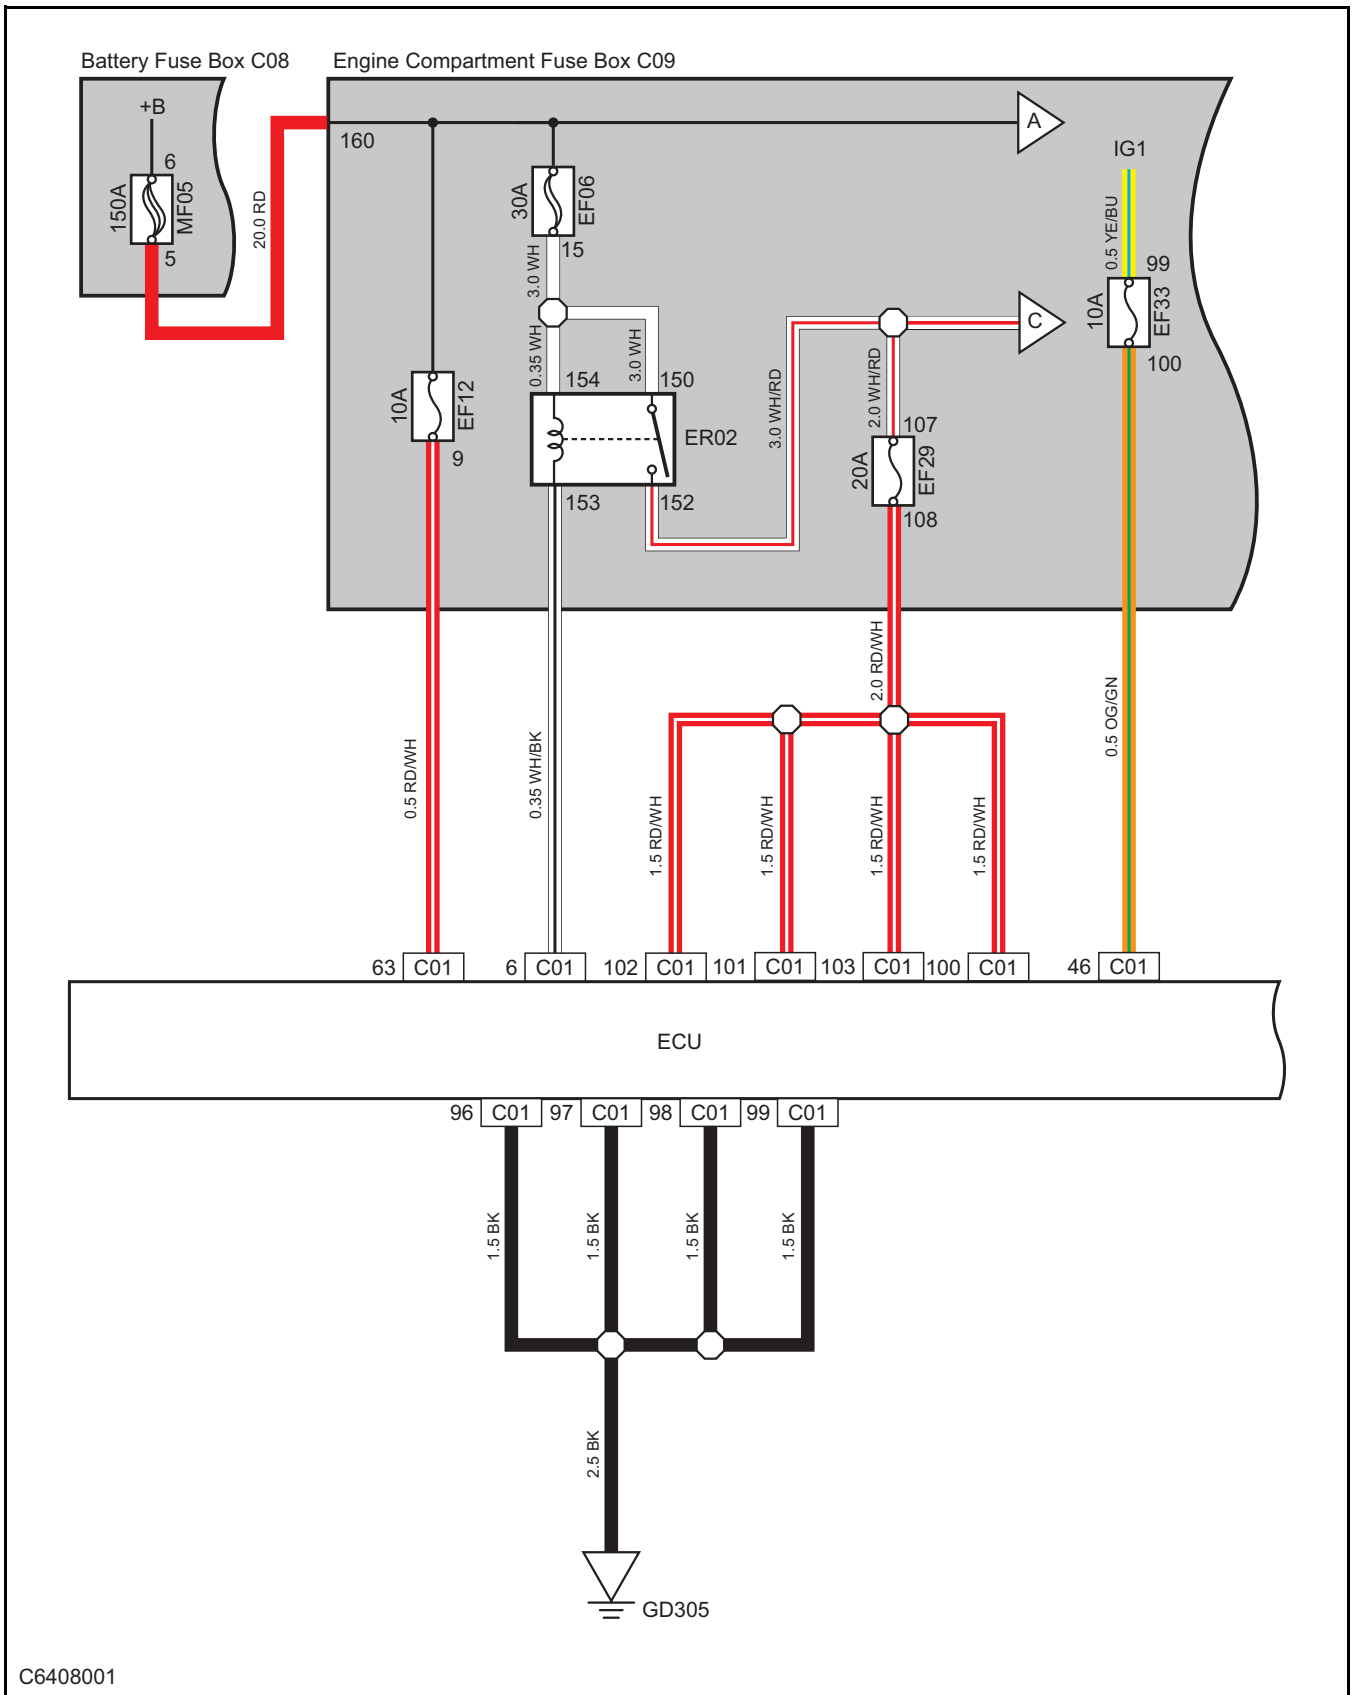 Battery Fuse Box C08
Engine Compartment Fuse Box C09
+B
6
150A
MF05
5
20.0 RD
160
A
30A
EF06
15
3.0 WH
0.35 WH
3.0 WH
154
150
ER02
153
152
10A
EF12
9
3.0 WH/RD
2.0 WH/RD
C
107
20A
EF29
108
IG1
0.5 YE/BU
99
10A
EF33
100
0.5 RD/WH
0.35 WH/BK
2.0 RD/WH
0.5 OG/GN
1.5 RD/WH
1.5 RD/WH
1.5 RD/WH
1.5 RD/WH
63 C01
6 C01
102 C01
101 C01
103 C01
100 C01
46 C01
ECU
96 C01
97 C01
98 C01
99 C01
1.5 BK
1.5 BK
1.5 BK
1.5 BK
2.5 BK
GD305
C6408001